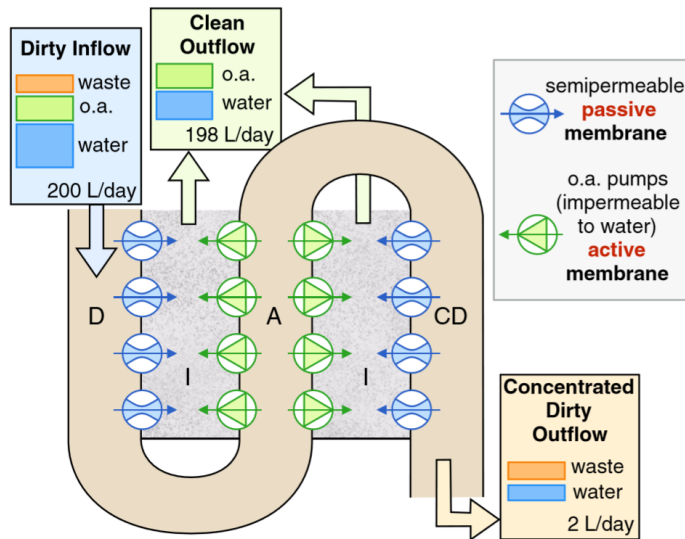 Dirty Inflow
waste
o.a.
water
200 L/day
Clean
Outflow
o.a.
water
198 L/day
semipermeable
passive
membrane
o.a. pumps
(impermeable
to water)
active
membrane
D
A
CD
I
I
Concentrated
Dirty
Outflow
waste
water
2 L/day